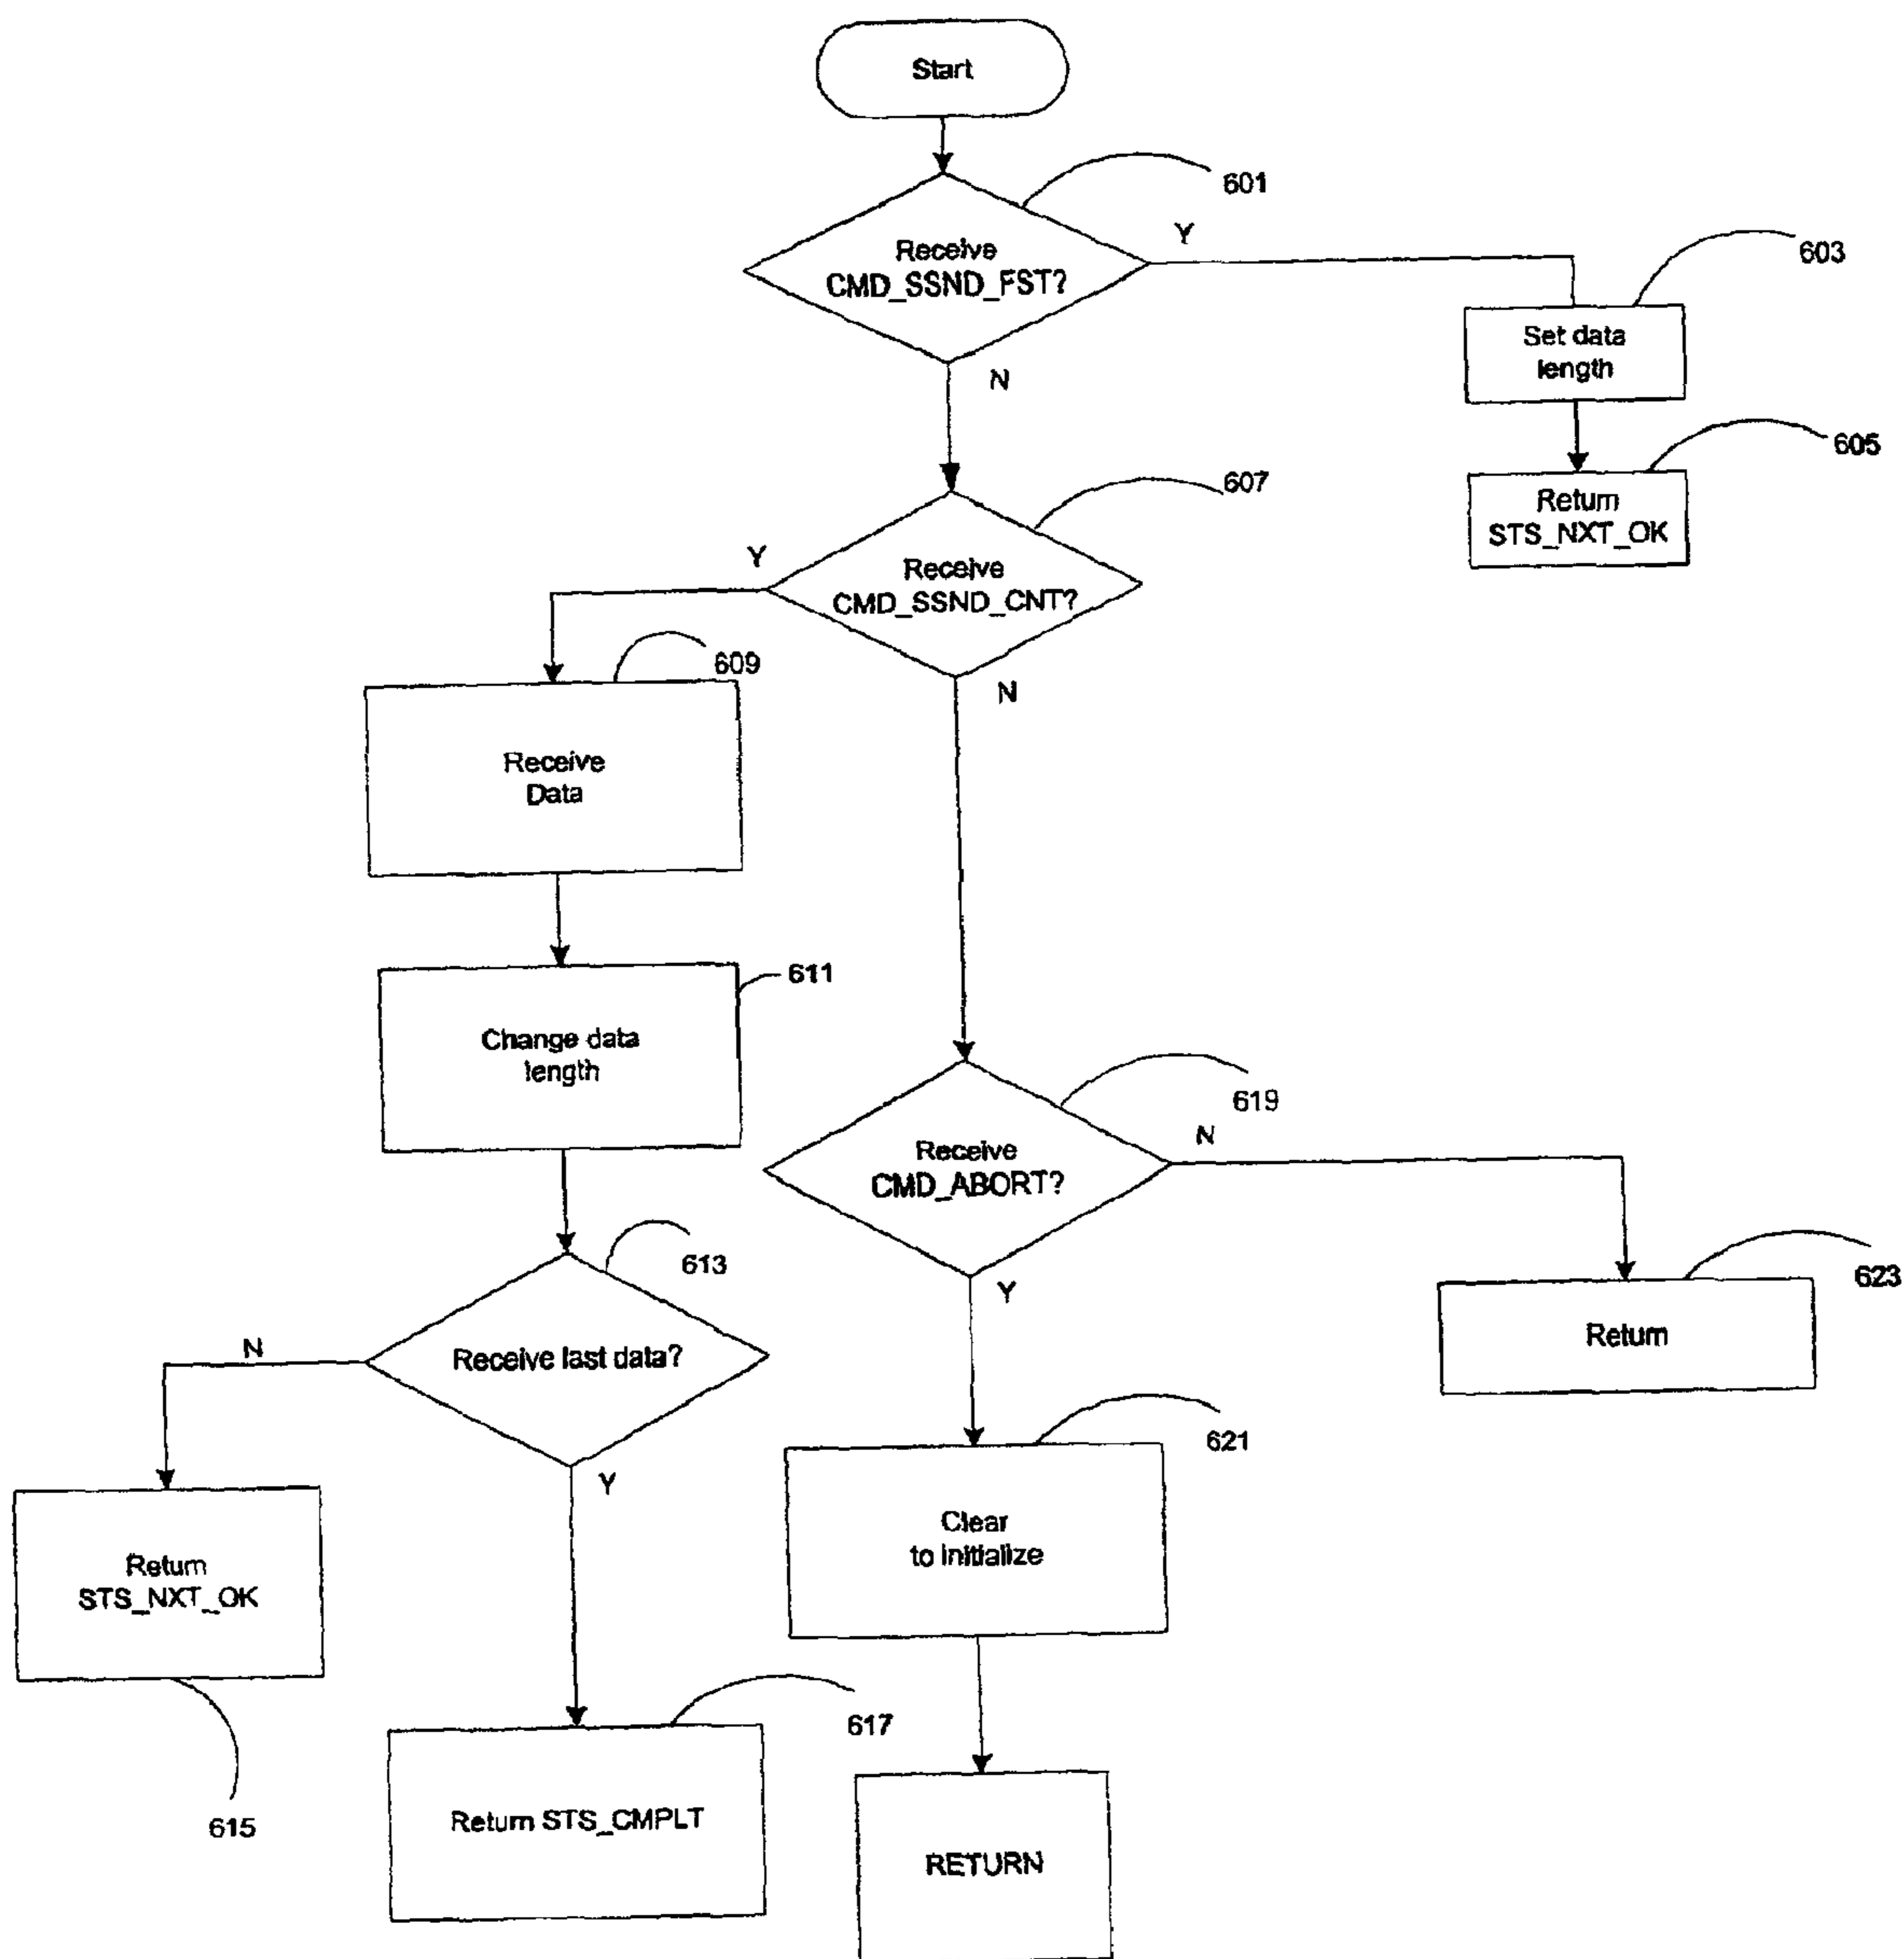 Start
601
Receive
CMD_SSND_FST?
Y
603
Set data
length
N
605
Return
STS_NXT_OK
607
Y
Receive
CMD_SSND_CNT?
609
N
Receive
Data
611
Change data
length
619
Receive
CMD_ABORT?
N
613
Y
623
Return
N
Receive last data?
621
Y
Clear
to initialize
Return
STS_NXT_OK
617
615
Return STS_CMPLT
RETURN